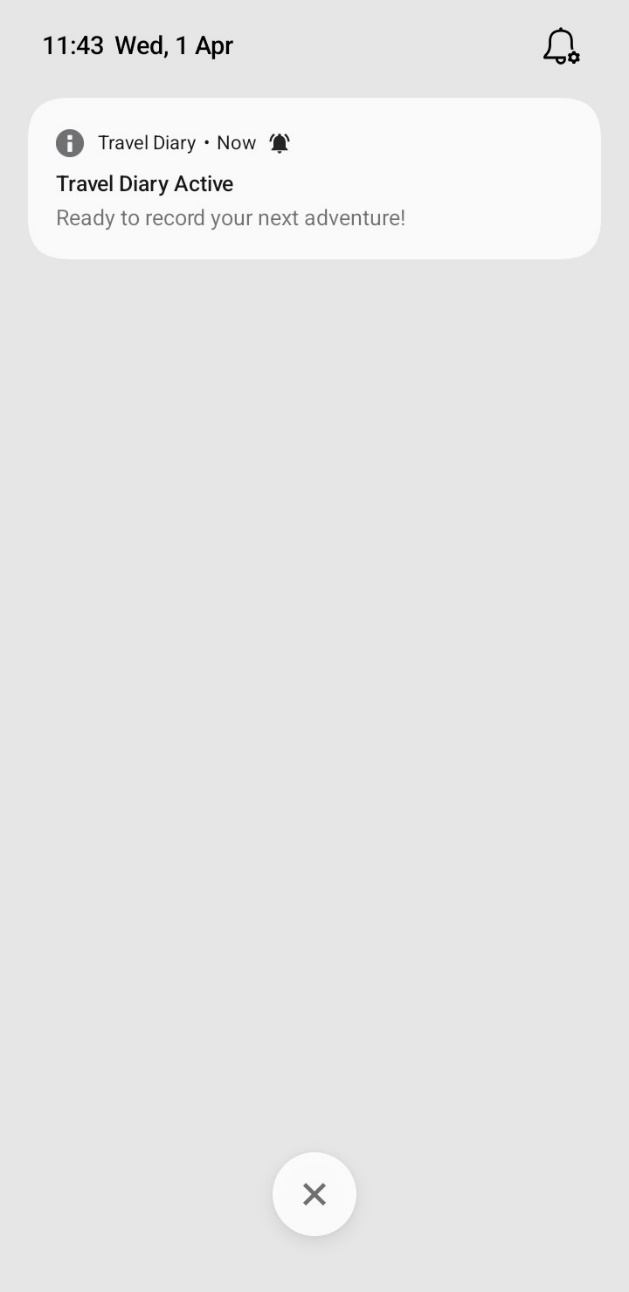 11:43 Wed, 1 Apr
Travel Diary • Now
Travel Diary Active
Ready to record your next adventure!